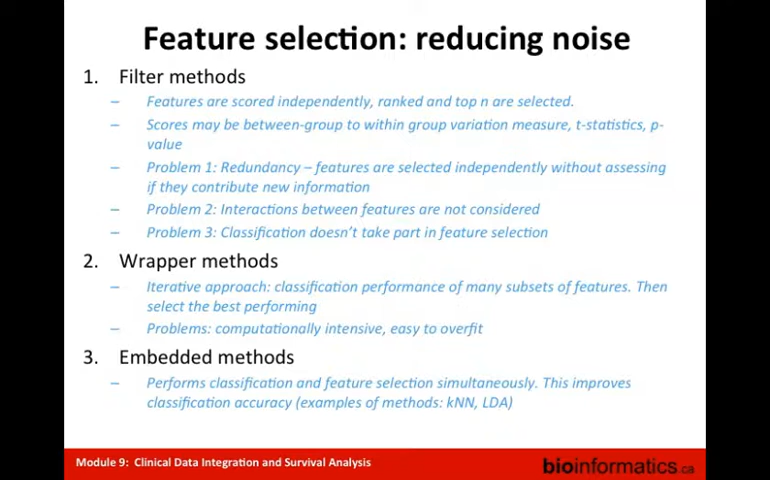 Feature selection: reducing noise
1. Filter methods
– Features are scored independently, ranked and top n are selected.
– Scores may be between-group to within group variation measure, t-statistics, p-
value
– Problem 1: Redundancy – features are selected independently without assessing
if they contribute new information
– Problem 2: Interactions between features are not considered
– Problem 3: Classification doesn't take part in feature selection
2. Wrapper methods
– Iterative approach: classification performance of many subsets of features. Then
select the best performing
– Problems: computationally intensive, easy to overfit
3. Embedded methods
– Performs classification and feature selection simultaneously. This improves
classification accuracy (examples of methods: kNN, LDA)
Module 9: Clinical Data Integration and Survival Analysis
bioinformatics.ca